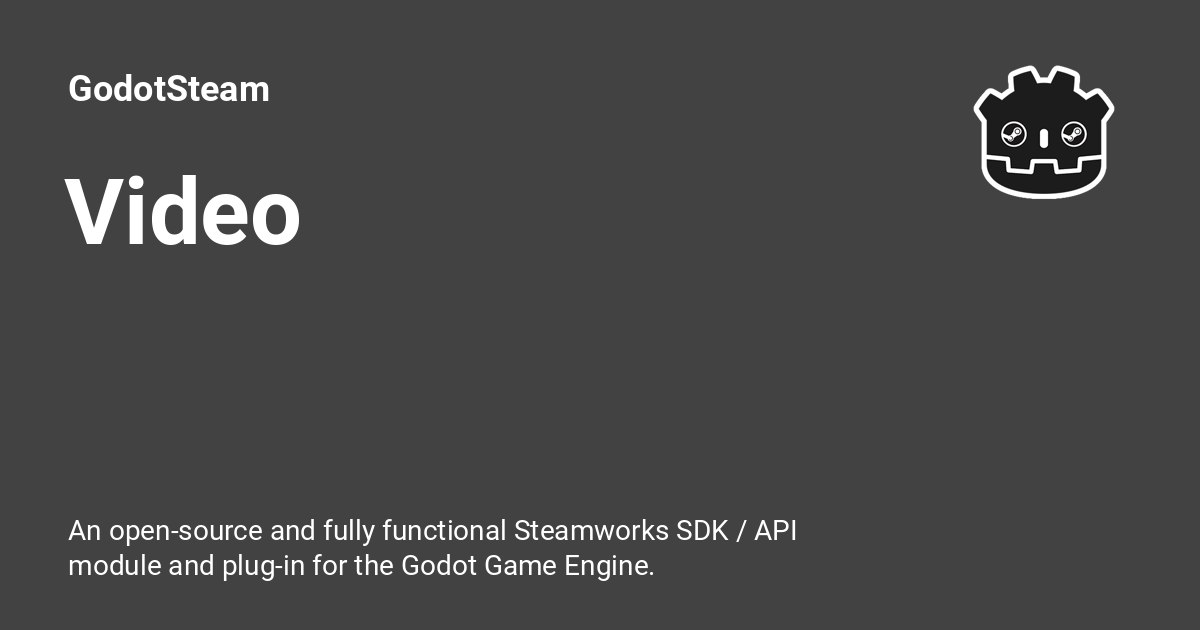 GodotSteam
Video
An open-source and fully functional Steamworks SDK / API
module and plug-in for the Godot Game Engine.